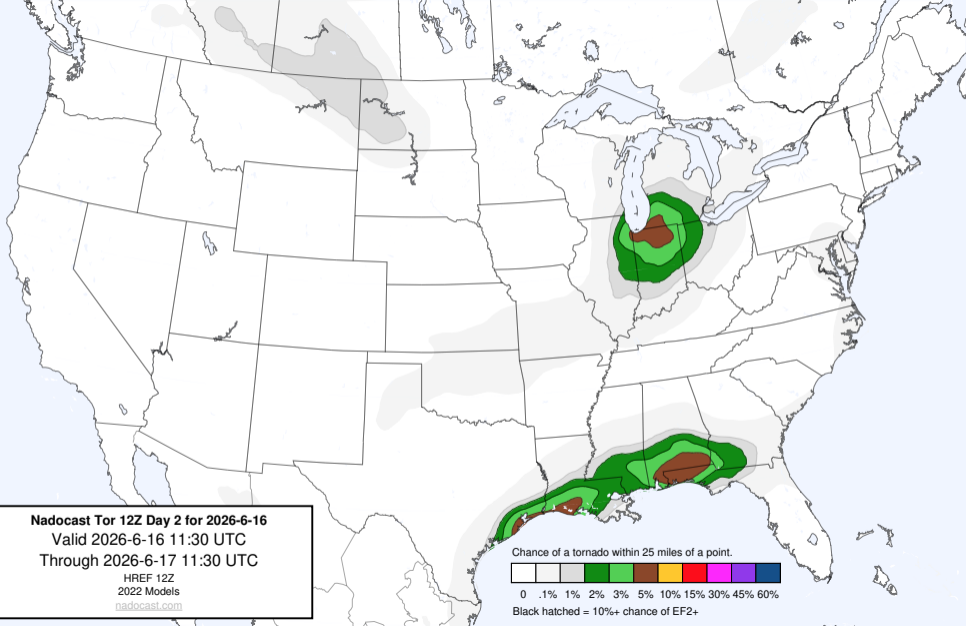 Nadocast Tor 12Z Day 2 for 2026-6-16
Valid 2026-6-16 11:30 UTC
Through 2026-6-17 11:30 UTC
HREF 12Z
2022 Models
nadocast.com
Chance of a tornado within 25 miles of a point.
0 .1% 1% 2% 3% 5% 10% 15% 30% 45% 60%
Black hatched = 10%+ chance of EF2+